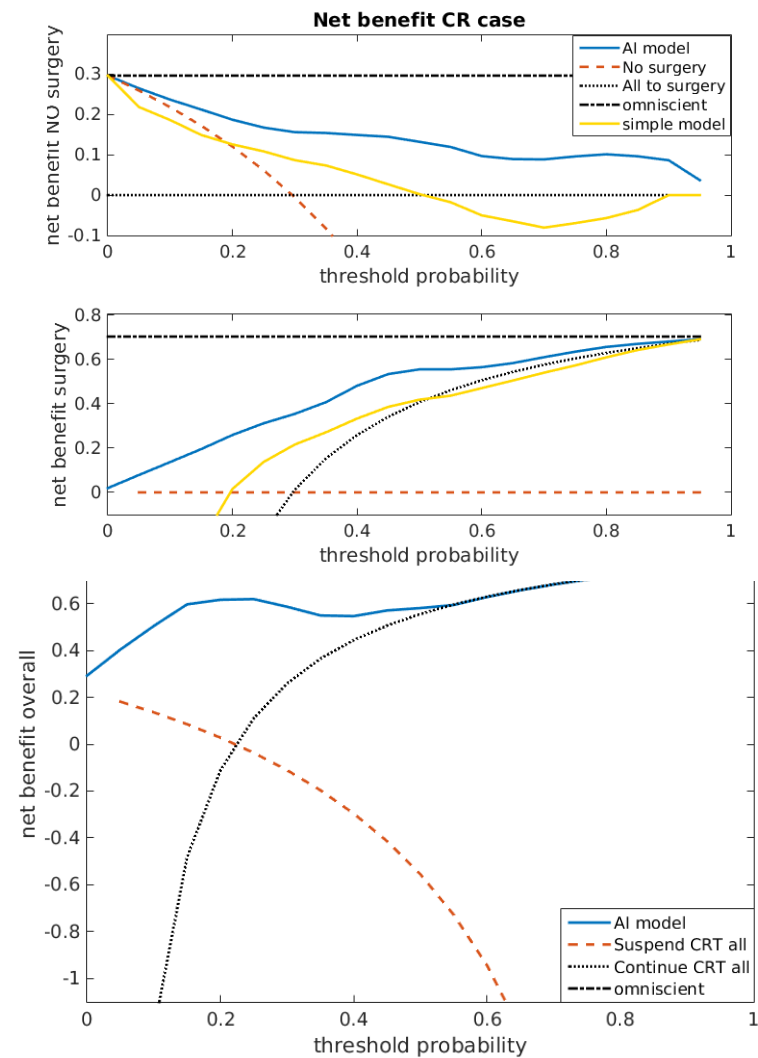 Net benefit CR case
net benefit NO surgery
0.3
0.2
0.1
0
-0.1
AI model
No surgery
All to surgery
omniscient
simple model
0 0.2 0.4 0.6 0.8 1
threshold probability
net benefit surgery
0.8
0.6
0.4
0.2
0
0 0.2 0.4 0.6 0.8 1
threshold probability
net benefit overall
0.6
0.4
0.2
0
-0.2
-0.4
-0.6
-0.8
-1
AI model
Suspend CRT all
Continue CRT all
omniscient
0 0.2 0.4 0.6 0.8 1
threshold probability